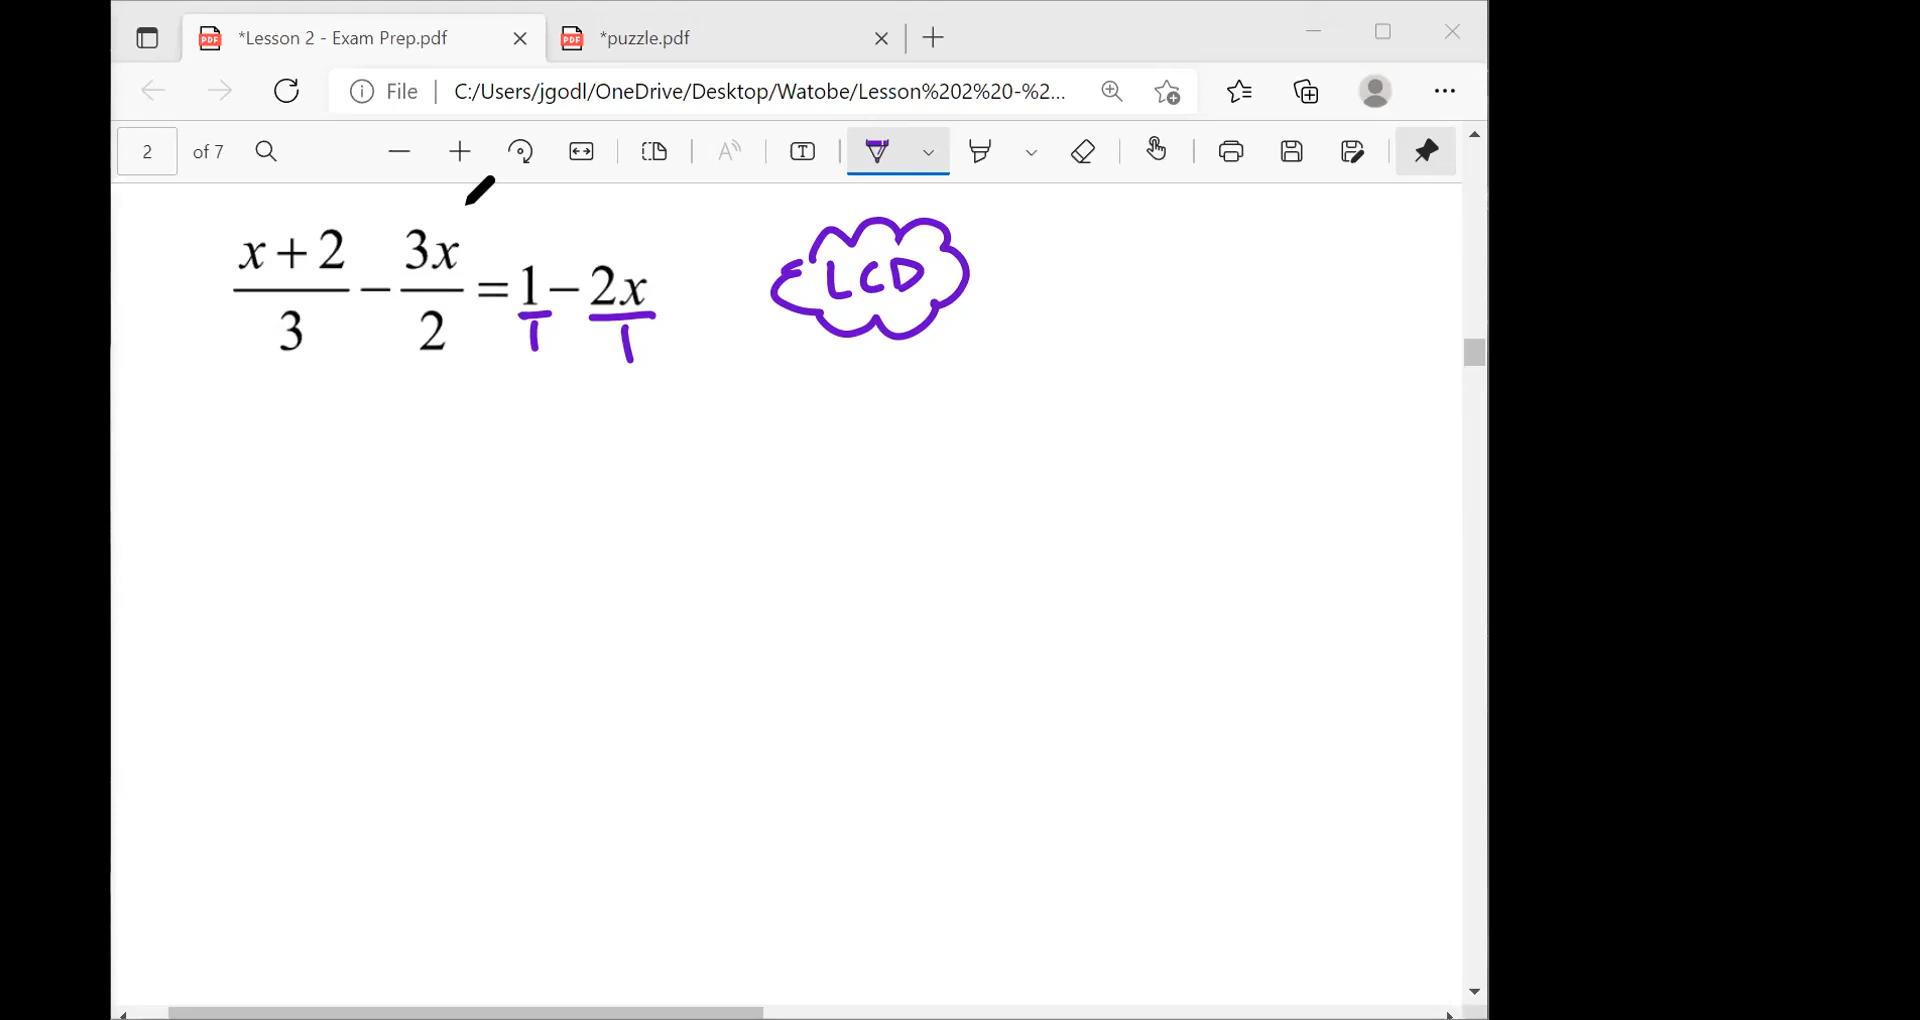 *Lesson 2 - Exam Prep.pdf
*puzzle.pdf
File | C:/Users/jgodl/OneDrive/Desktop/Watobe/Lesson%202%20-%2...
2 of 7
x + 2 / 3 − 3x / 2 = 1 / 1 − 2x / 1
LCD